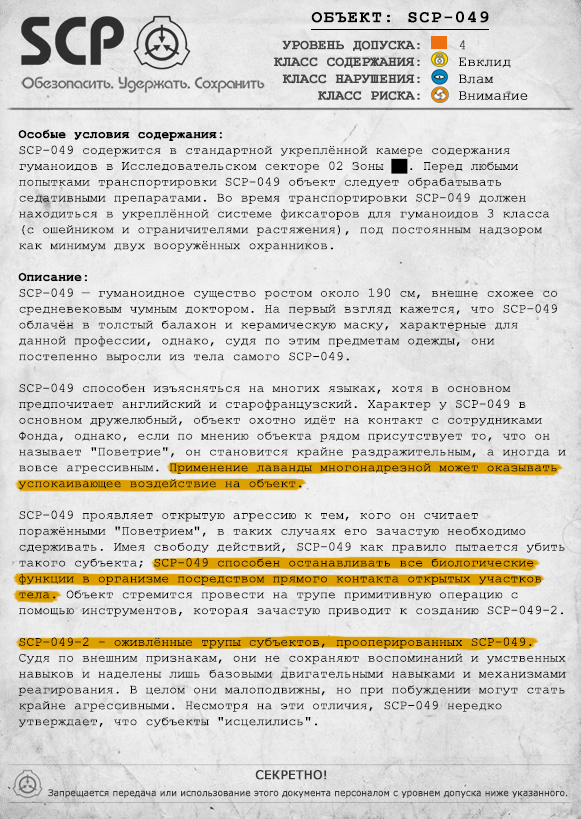 SCP
Обезопасить. Удержать. Сохранить
ОБЪЕКТ: SCP-049
УРОВЕНЬ ДОПУСКА: 4
КЛАСС СОДЕРЖАНИЯ: Евклид
КЛАСС НАРУШЕНИЯ: Влам
КЛАСС РИСКА: Внимание
Особые условия содержания:
SCP-049 содержится в стандартной укреплённой камере содержания
гуманоидов в Исследовательском секторе 02 Зоны . Перед любыми
попытками транспортировки SCP-049 объект следует обрабатывать
седативными препаратами. Во время транспортировки SCP-049 должен
находиться в укреплённой системе фиксаторов для гуманоидов 3 класса
(с ошейником и ограничителями растяжения), под постоянным надзором
как минимум двух вооружённых охранников.
Описание:
SCP-049 — гуманоидное существо ростом около 190 см, внешне схожее со
средневековым чумным доктором. На первый взгляд кажется, что SCP-049
облачён в толстый балахон и керамическую маску, характерные для
данной профессии, однако, судя по этим предметам одежды, они
постепенно выросли из тела самого SCP-049.
SCP-049 способен изъясняться на многих языках, хотя в основном
предпочитает английский и старофранцузский. Характер у SCP-049 в
основном дружелюбный, объект охотно идёт на контакт с сотрудниками
Фонда, однако, если по мнению объекта рядом присутствует то, что он
называет "Поветрие", он становится крайне раздражительным, а иногда и
вовсе агрессивным. Применение лаванды многонадрезной может оказывать
успокаивающее воздействие на объект.
SCP-049 проявляет открытую агрессию к тем, кого он считает
поражёнными "Поветрием", в таких случаях его зачастую необходимо
сдерживать. Имея свободу действий, SCP-049 как правило пытается убить
такого субъекта; SCP-049 способен останавливать все биологические
функции в организме посредством прямого контакта открытых участков
тела. Объект стремится провести на трупе примитивную операцию с
помощью инструментов, которая зачастую приводит к созданию SCP-049-2.
SCP-049-2 – оживлённые трупы субъектов, прооперированных SCP-049.
Судя по внешним признакам, они не сохраняют воспоминаний и умственных
навыков и наделены лишь базовыми двигательными навыками и механизмами
реагирования. В целом они малоподвижны, но при побуждении могут стать
крайне агрессивными. Несмотря на эти отличия, SCP-049 нередко
утверждает, что субъекты "исцелились".
СЕКРЕТНО!
Запрещается передача или использование этого документа персоналом с уровнем допуска ниже указанного.